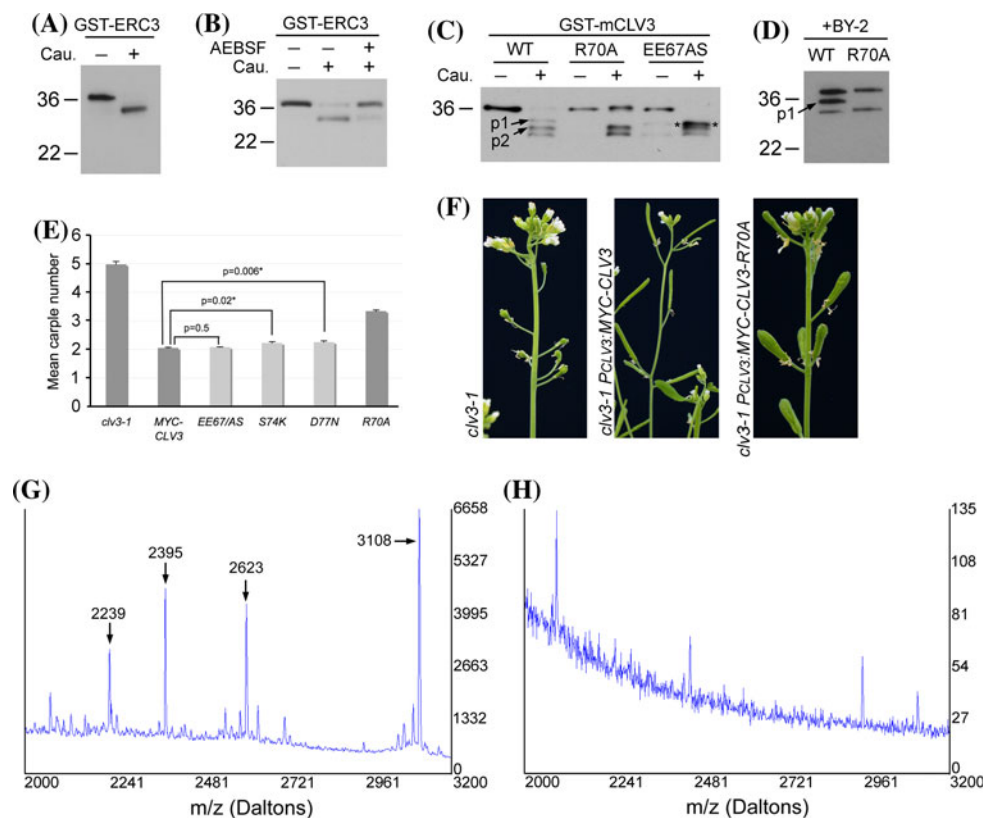 (A)
GST-ERC3
Cau. – +
36
22
(B)
GST-ERC3
AEBSF – – +
Cau. – + +
36
22
(C)
GST-mCLV3
WT R70A EE67AS
Cau. – + – + – +
36
p1
p2
* *
(D)
+BY-2
WT R70A
36
p1
22
(E)
Mean carple number
6
5
4
3
2
1
0
p=0.006*
p=0.02*
p=0.5
clv3-1 MYC-CLV3 EE67/AS S74K D77N R70A
(F)
clv3-1
clv3-1 PCLV3:MYC-CLV3
clv3-1 PCLV3:MYC-CLV3-R70A
(G)
2239
2395
2623
3108
6658
5327
3995
2663
1332
0
2000 2241 2481 2721 2961 3200
m/z (Daltons)
(H)
135
108
81
54
27
0
2000 2241 2481 2721 2961 3200
m/z (Daltons)